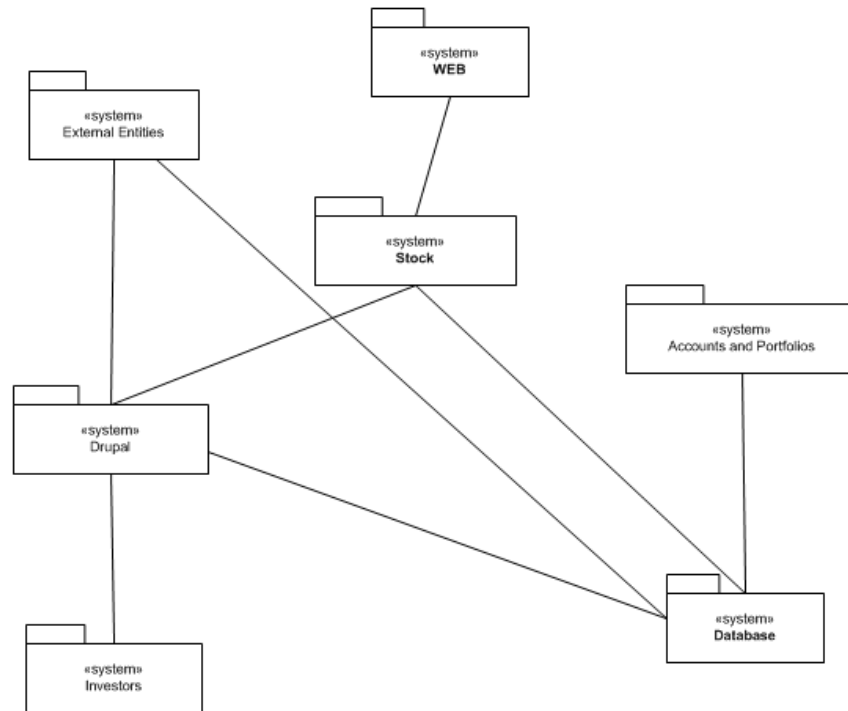 «system»
WEB
«system»
External Entities
«system»
Stock
«system»
Accounts and Portfolios
«system»
Drupal
«system»
Database
«system»
Investors